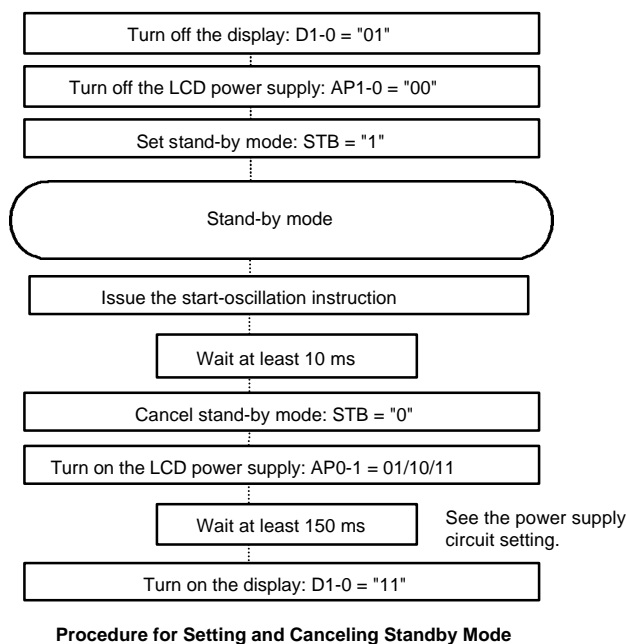 Turn off the display: D1-0 = "01"
Turn off the LCD power supply: AP1-0 = "00"
Set stand-by mode: STB = "1"
Stand-by mode
Issue the start-oscillation instruction
Wait at least 10 ms
Cancel stand-by mode: STB = "0"
Turn on the LCD power supply: AP0-1 = 01/10/11
Wait at least 150 ms
See the power supply
circuit setting.
Turn on the display: D1-0 = "11"
Procedure for Setting and Canceling Standby Mode